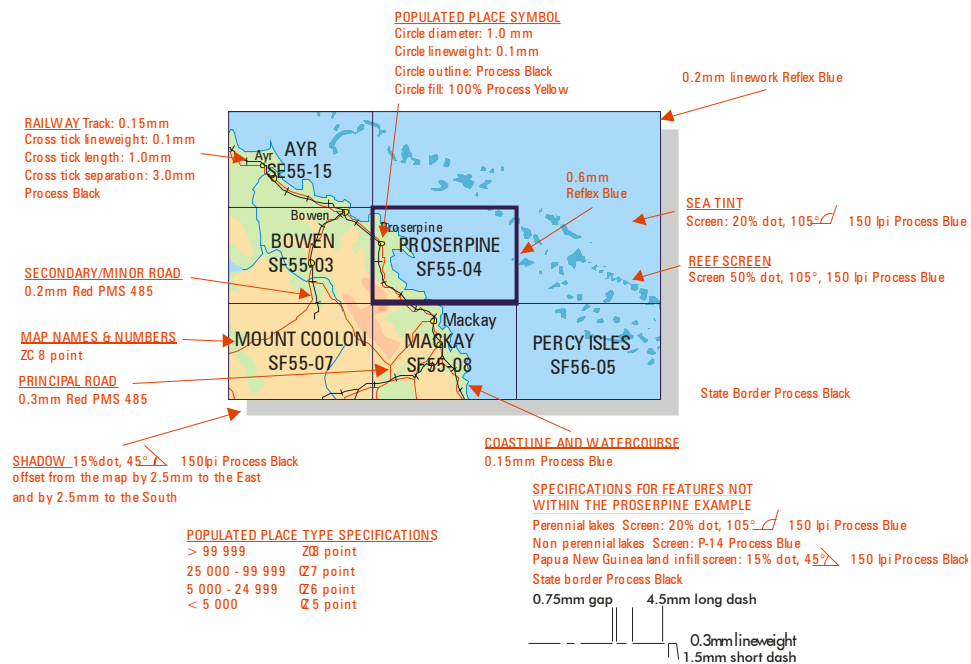 POPULATED PLACE SYMBOL
Circle diameter: 1.0 mm
Circle lineweight: 0.1mm
Circle outline: Process Black
Circle fill: 100% Process Yellow
0.2mm linework Reflex Blue
RAILWAY Track: 0.15mm
Cross tick lineweight: 0.1mm
Cross tick length: 1.0mm
Cross tick separation: 3.0mm
Process Black
Ayr
AYR
SE55-15
0.6mm
Reflex Blue
SEA TINT
Screen: 20% dot, 105° 150 lpi Process Blue
REEF SCREEN
Screen 50% dot, 105°, 150 lpi Process Blue
Bowen
BOWEN
SF55-03
Proserpine
PROSERPINE
SF55-04
SECONDARY/MINOR ROAD
0.2mm Red PMS 485
MAP NAMES & NUMBERS
ZC 8 point
PRINCIPAL ROAD
0.3mm Red PMS 485
MOUNT COOLON
SF55-07
Mackay
MACKAY
SF55-08
PERCY ISLES
SF56-05
State Border Process Black
COASTLINE AND WATERCOURSE
0.15mm Process Blue
SHADOW 15%dot, 45° 150lpi Process Black
offset from the map by 2.5mm to the East
and by 2.5mm to the South
POPULATED PLACE TYPE SPECIFICATIONS
> 99 999 8 point
25 000 - 99 999 7 point
5 000 - 24 999 6 point
< 5 000 5 point
SPECIFICATIONS FOR FEATURES NOT
WITHIN THE PROSERPINE EXAMPLE
Perennial lakes Screen: 20% dot, 105° 150 lpi Process Blue
Non perennial lakes Screen: P-14 Process Blue
Papua New Guinea land infill screen: 15% dot, 45° 150 lpi Process Black
State border Process Black
0.75mm gap 4.5mm long dash
0.3mm lineweight
1.5mm short dash